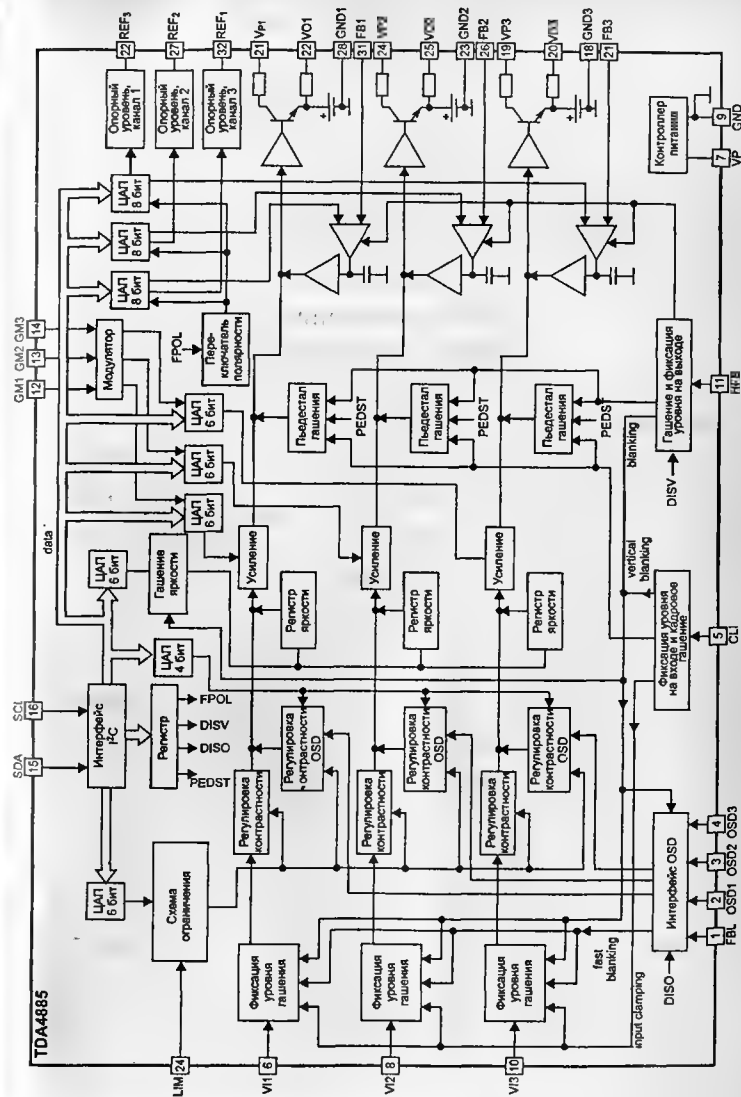 TDA4885
LIM
24
VI1
6
VI2
8
VI3
10
SDA
15
SCL
16
GM1
12
GM2
13
GM3
14
data
Интерфейс
I²C
Регистр
FPOL
DISV
DISO
PEDST
ЦАП
6 бит
Схема
ограничения
ЦАП
4 бит
ЦАП
6 бит
Гашение
яркости
ЦАП
6 бит
ЦАП
6 бит
ЦАП
6 бит
Модулятор
FPOL
Пере-
ключатель
полярности
ЦАП
8 бит
ЦАП
8 бит
ЦАП
8 бит
Опорный
уровень,
канал 1
Опорный
уровень,
канал 2
Опорный
уровень,
канал 3
22
REF3
27
REF2
32
REF1
21
VP1
22
VO1
28
GND1
31
FB1
24
25
23
GND2
26
FB2
19
VP3
20
18
GND3
21
FB3
Фиксация
уровня
гашения
Регулировка
контрастности
Регулировка
контрастности
OSD
Регистр
яркости
Усиление
Пьедестал
гашения
PEDST
Фиксация
уровня
гашения
Регулировка
контрастности
Регулировка
контрастности
OSD
Регистр
яркости
Усиление
Пьедестал
гашения
PEDST
Фиксация
уровня
гашения
Регулировка
контрастности
Регулировка
контрастности
OSD
Регистр
яркости
Усиление
Пьедестал
гашения
PEDST
input clamping
fast
blanking
DISO
Интерфейс OSD
1
FBL
2
OSD1
3
OSD2
4
OSD3
vertical
blanking
blanking
Фиксация уровня
на входе и кадровое
гашение
5
CLI
DISV
Гашение и фиксация
уровня на выходе
11
HFB
Контроллер
питания
7
VP
9
GND